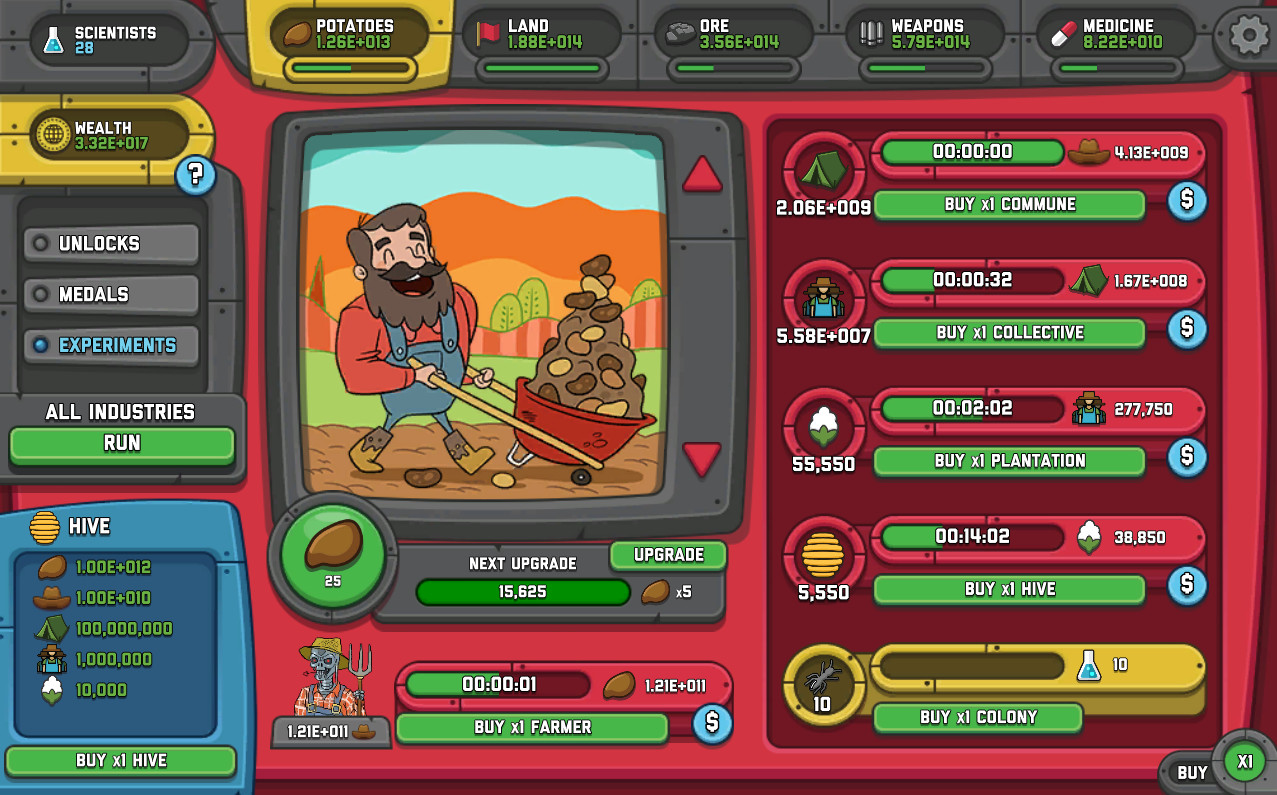 SCIENTISTS
28
POTATOES
1.26E+013
LAND
1.88E+014
ORE
3.56E+014
WEAPONS
5.79E+014
MEDICINE
8.22E+010
WEALTH
3.32E+017
?
UNLOCKS
MEDALS
EXPERIMENTS
ALL INDUSTRIES
RUN
HIVE
1.00E+012
1.00E+010
100,000,000
1,000,000
10,000
BUY X1 HIVE
25
NEXT UPGRADE
UPGRADE
15,625
X5
1.21E+011
00:00:01
1.21E+011
BUY X1 FARMER
$
2.06E+009
00:00:00
4.13E+009
BUY X1 COMMUNE
$
5.58E+007
00:00:32
1.67E+008
BUY X1 COLLECTIVE
$
55,550
00:02:02
277,750
BUY X1 PLANTATION
$
5,550
00:14:02
38,850
BUY X1 HIVE
$
10
10
BUY X1 COLONY
BUY
X1